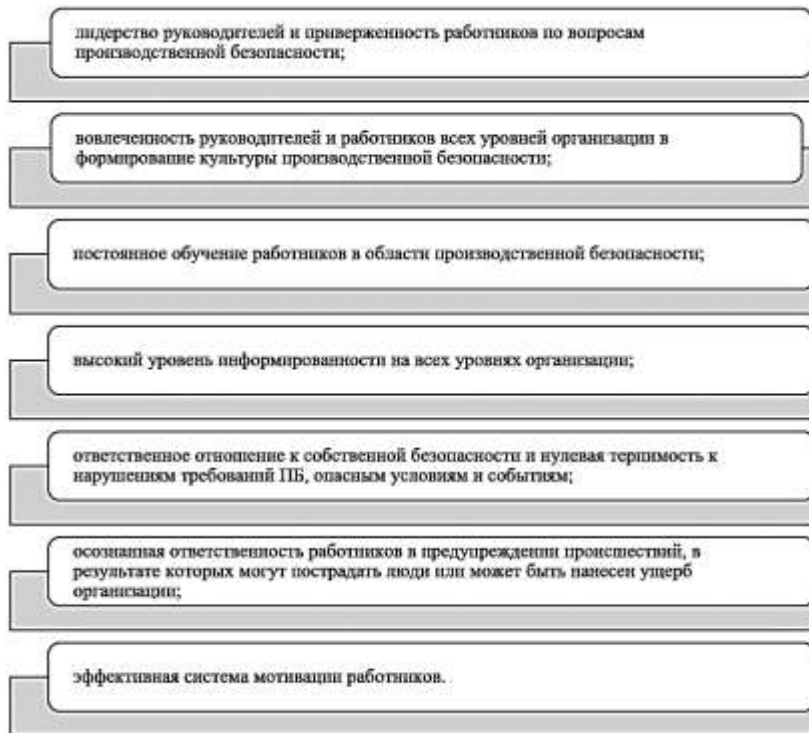 лидерство руководителей и приверженность работников по вопросам
производственной безопасности;
вовлеченность руководителей и работников всех уровней организации в
формирование культуры производственной безопасности;
постоянное обучение работников в области производственной безопасности;
высокий уровень информированности на всех уровнях организации;
ответственное отношение к собственной безопасности и нулевая терпимость к
нарушениям требований ПБ, опасным условиям и событиям;
осознанная ответственность работников в предупреждении происшествий, в
результате которых могут пострадать люди или может быть нанесен ущерб
организации;
эффективная система мотивации работников.